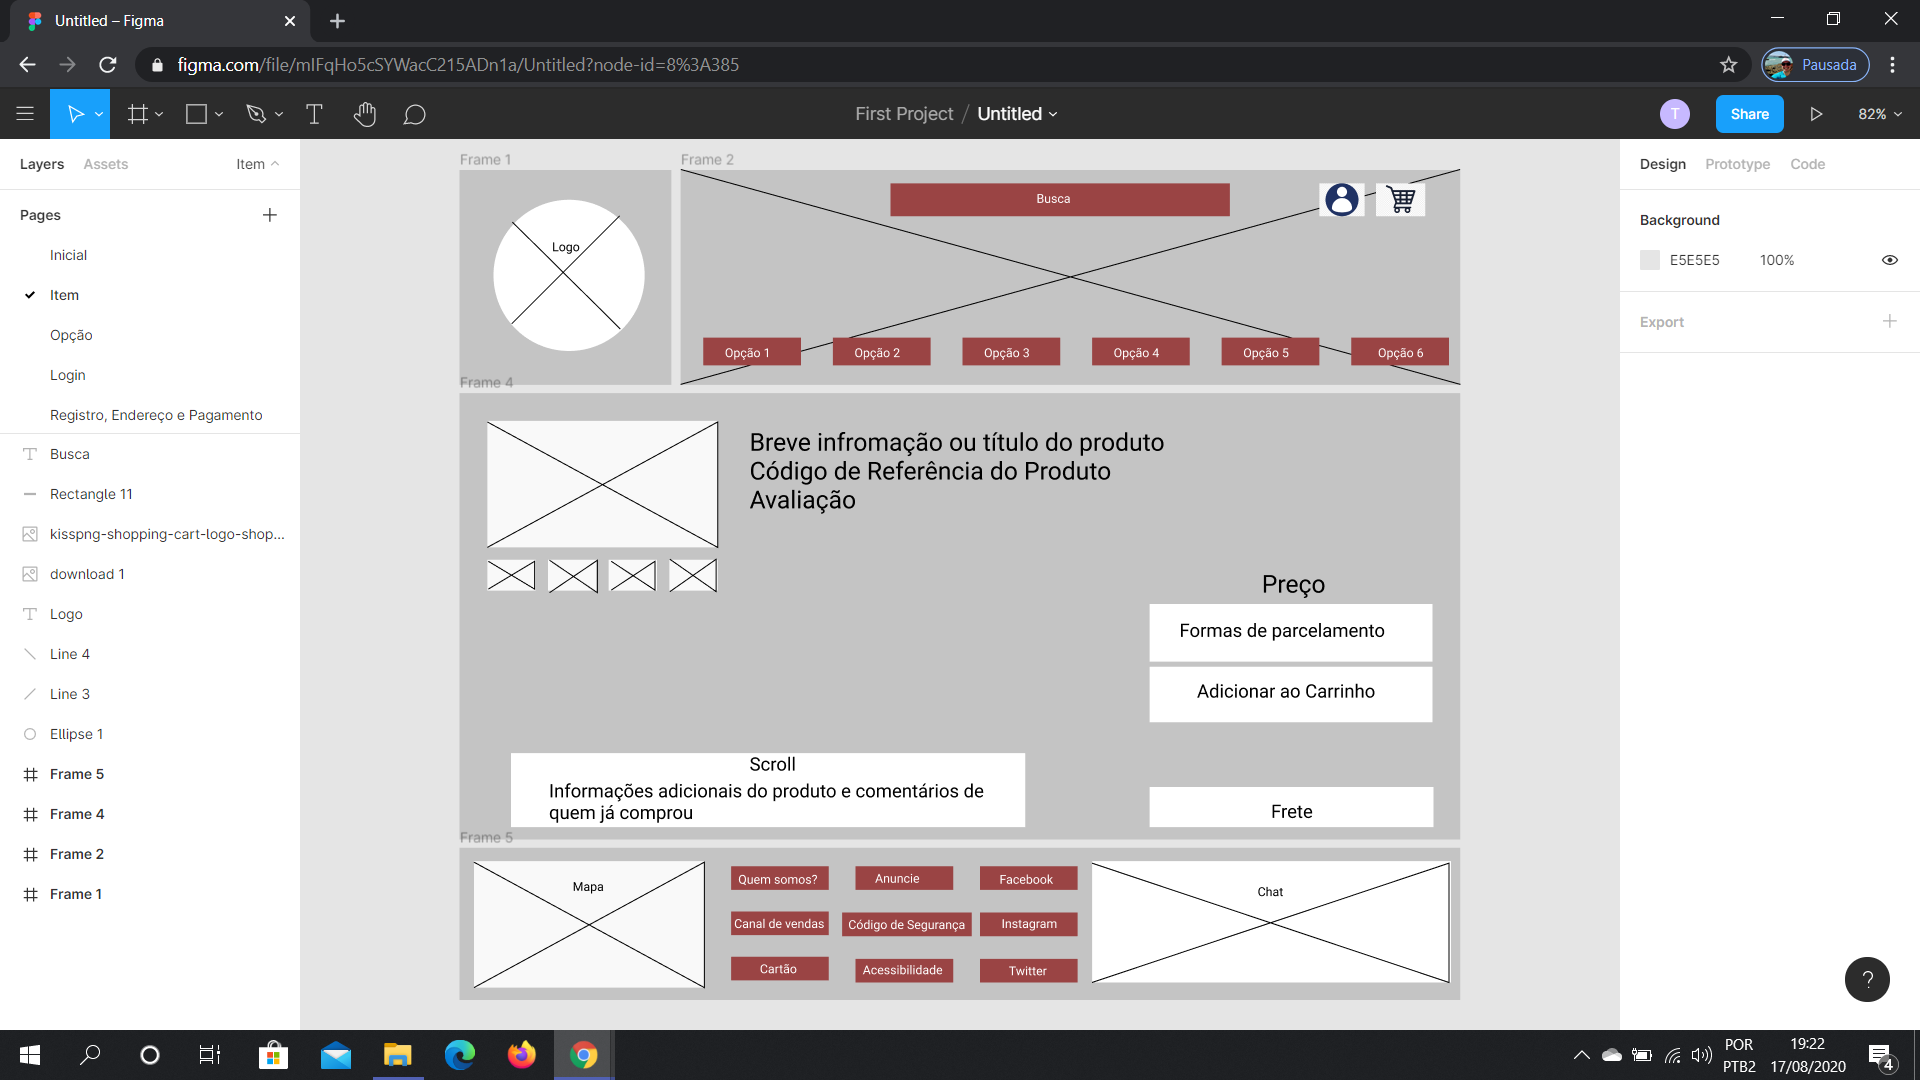 Untitled – Figma
figma.com/file/mIFqHo5cSYWacC215ADn1a/Untitled?node-id=8%3A385
Pausada
First Project / Untitled
T
Share
82%
Layers
Assets
Item
Pages
Inicial
Item
Opção
Login
Registro, Endereço e Pagamento
Busca
Rectangle 11
kisspng-shopping-cart-logo-shop...
download 1
Logo
Line 4
Line 3
Ellipse 1
Frame 5
Frame 4
Frame 2
Frame 1
Frame 1
Logo
Frame 2
Busca
Opção 1
Opção 2
Opção 3
Opção 4
Opção 5
Opção 6
Frame 4
Breve infromação ou título do produto
Código de Referência do Produto
Avaliação
Preço
Formas de parcelamento
Adicionar ao Carrinho
Scroll
Informações adicionais do produto e comentários de
quem já comprou
Frete
Frame 5
Mapa
Quem somos?
Anuncie
Facebook
Canal de vendas
Código de Segurança
Instagram
Cartão
Acessibilidade
Twitter
Chat
Design
Prototype
Code
Background
E5E5E5
100%
Export
?
POR
PTB2
19:22
17/08/2020
4